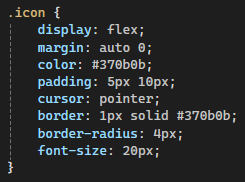 .icon {
    display: flex;
    margin: auto 0;
    color: #370b0b;
    padding: 5px 10px;
    cursor: pointer;
    border: 1px solid #370b0b;
    border-radius: 4px;
    font-size: 20px;
}